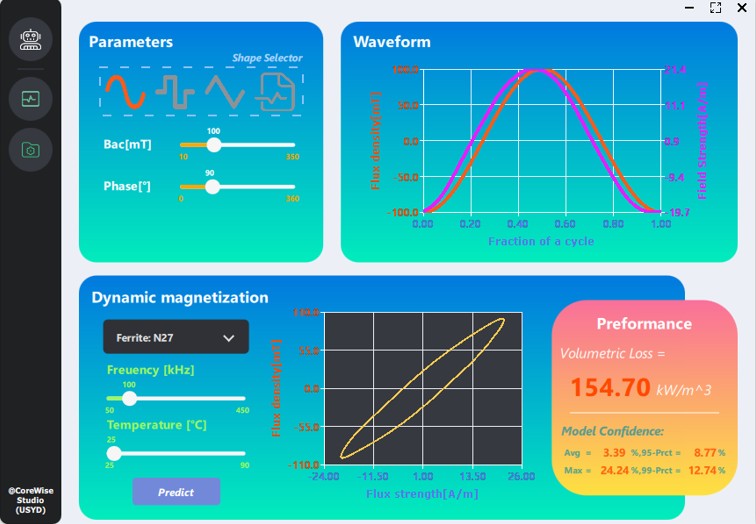 Parameters
Shape Selector
Bac[mT]
100
10
350
Phase[°]
90
0
360
Waveform
Flux density[mT]
100.0
50.0
0.0
-50.0
-100.0
0.00 0.20 0.40 0.60 0.80 1.00
Fraction of a cycle
11.1
-9.4
-19.7
Field Strength[A/m]
Dynamic magnetization
Ferrite: N27
Freuency [kHz]
100
50
450
Temperature [°C]
25
25
90
Predict
Flux density[mT]
110.0
55.0
0.0
-55.0
-110.0
-24.00 -11.50 1.00 13.50 26.00
Flux strength[A/m]
Preformance
Volumetric Loss =
154.70 kW/m^3
Model Confidence:
Avg = 3.39 %,95-Prct = 8.77 %
Max = 24.24 %,99-Prct = 12.74 %
@CoreWise
Studio
(USYD)